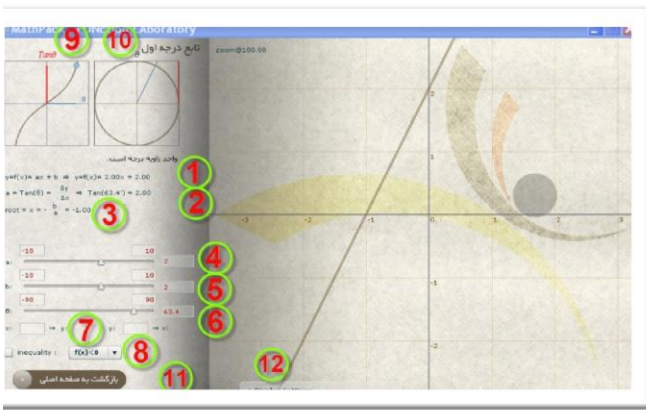 MathPac Function Laboratory
9 10 تابع درجه اول
zoom@100.00
Tanθ θ
θ
واحد زاویه درجه است.
y=f(x)= ax + b ⇒ y=f(x)= 2.00x + 2.00 1
a = Tan(θ) = Δy/Δx ⇒ Tan(63.4°) = 2.00 2
root = x = - b/a = -1.00 3
-10 10
a: 2 4
-10 10
b: 2 5
-90 90
θ: 63.4 6
x: ⇒ y: 7 y: ⇒ x:
inequality : f(x)<0 8
بازگشت به صفحه اصلی 11
12
2
1
-3 -2 -1 0. 1 2 3
-1
-2